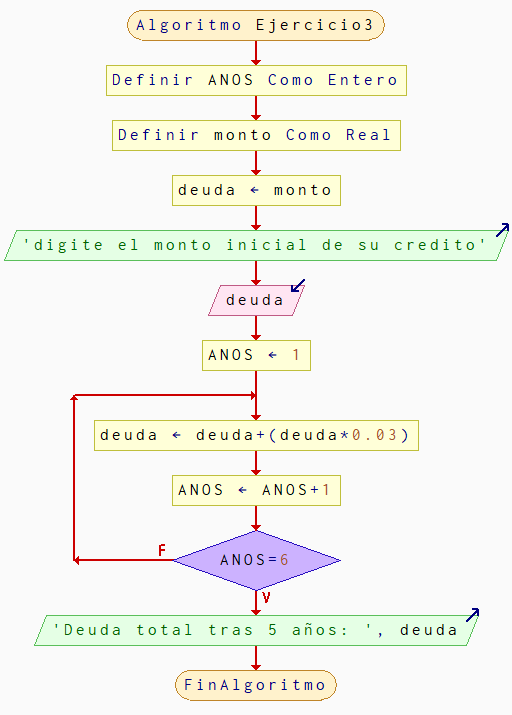 Algoritmo Ejercicio3
Definir ANOS Como Entero
Definir monto Como Real
deuda ← monto
'digite el monto inicial de su credito'
deuda
ANOS ← 1
deuda ← deuda+(deuda*0.03)
ANOS ← ANOS+1
F
ANOS=6
V
'Deuda total tras 5 años: ', deuda
FinAlgoritmo